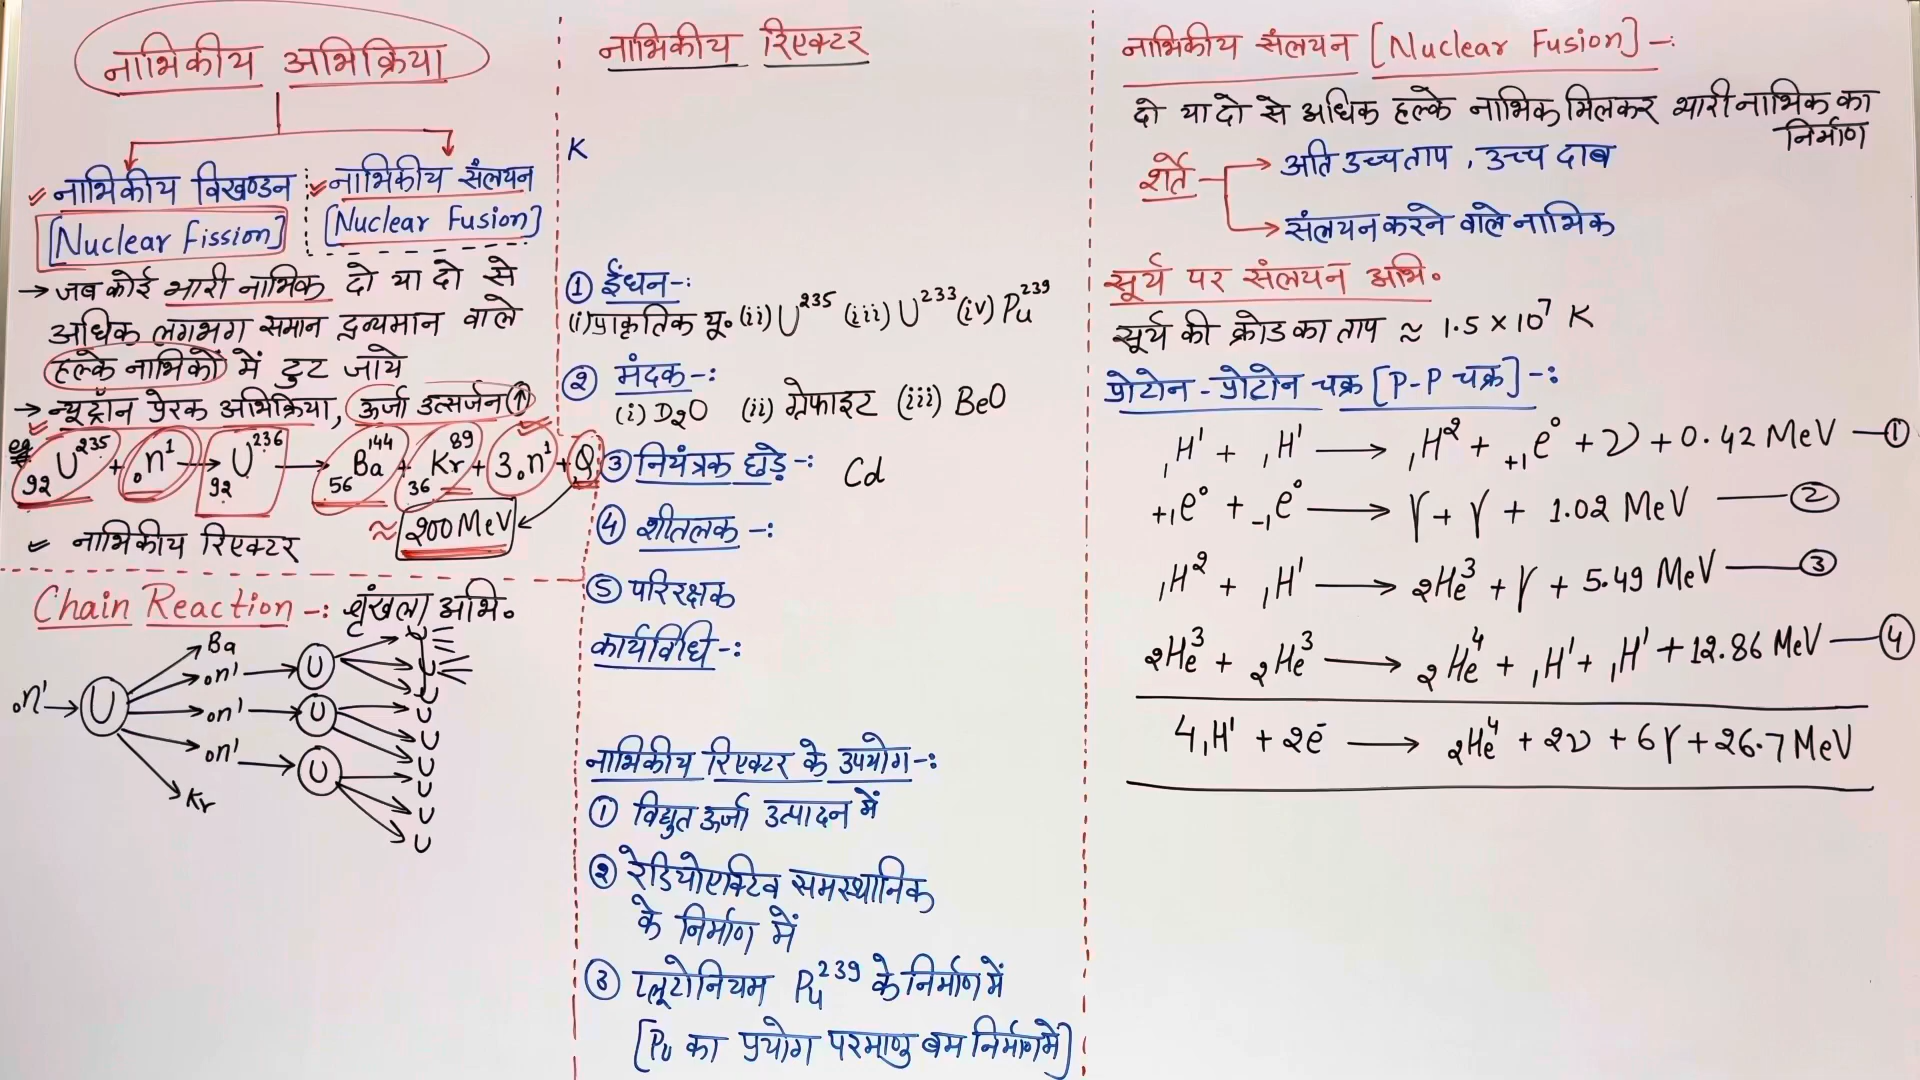 नाभिकीय अभिक्रिया
नाभिकीय विखण्डन
[Nuclear Fission]
नाभिकीय संलयन
[Nuclear Fusion]
→ जब कोई भारी नाभिक दो या दो से
अधिक लगभग समान द्रव्यमान वाले
हल्के नाभिकों में टुट जाये
→ न्यूट्रॉन प्रेरक अभिक्रिया, ऊर्जा उत्सर्जन(↑)
eg ₉₂U²³⁵ + ₀n¹ → ₉₂U²³⁶ → ₅₆Ba¹⁴⁴ + ₃₆Kr⁸⁹ + 3₀n¹ + Q
≈ 200 MeV
नाभिकीय रिएक्टर
Chain Reaction -: शृंखला अभि०
₀n¹ → U
Ba
₀n¹ → U
₀n¹ → U
₀n¹ → U
Kr
U
U
U
U
U
U
U
U
U
नाभिकीय रिएक्टर
K
① ईंधन-:
(i) प्राकृतिक यू० (ii) U²³⁵ (iii) U²³³ (iv) Pu²³⁹
② मंदक-:
(i) D₂O (ii) ग्रेफाइट (iii) BeO
③ नियंत्रक छड़े-: Cd
④ शीतलक -:
⑤ परिरक्षक
कार्यविधि-:
नाभिकीय रिएक्टर के उपयोग-:
① विद्युत ऊर्जा उत्पादन में
② रेडियोएक्टिव समस्थानिक
के निर्माण में
③ प्लूटोनियम Pu²³⁹ के निर्माण में
[Pu का प्रयोग परमाणु बम निर्माण में]
नाभिकीय संलयन [Nuclear Fusion] -:
दो या दो से अधिक हल्के नाभिक मिलकर भारी नाभिक का
निर्माण
शर्ते → अति उच्च ताप, उच्च दाब
→ संलयन करने वाले नाभिक
सूर्य पर संलयन अभि०
सूर्य की क्रोड का ताप ≈ 1.5 × 10⁷ K
प्रोटोन-प्रोटोन चक्र [P-P चक्र]-:
₁H¹ + ₁H¹ → ₁H² + ₊₁e⁰ + ν + 0.42 MeV — ①
₊₁e⁰ + ₋₁e⁰ → γ + γ + 1.02 MeV — ②
₁H² + ₁H¹ → ₂He³ + γ + 5.49 MeV — ③
₂He³ + ₂He³ → ₂He⁴ + ₁H¹ + ₁H¹ + 12.86 MeV — ④
4₁H¹ + 2e⁻ → ₂He⁴ + 2ν + 6γ + 26.7 MeV